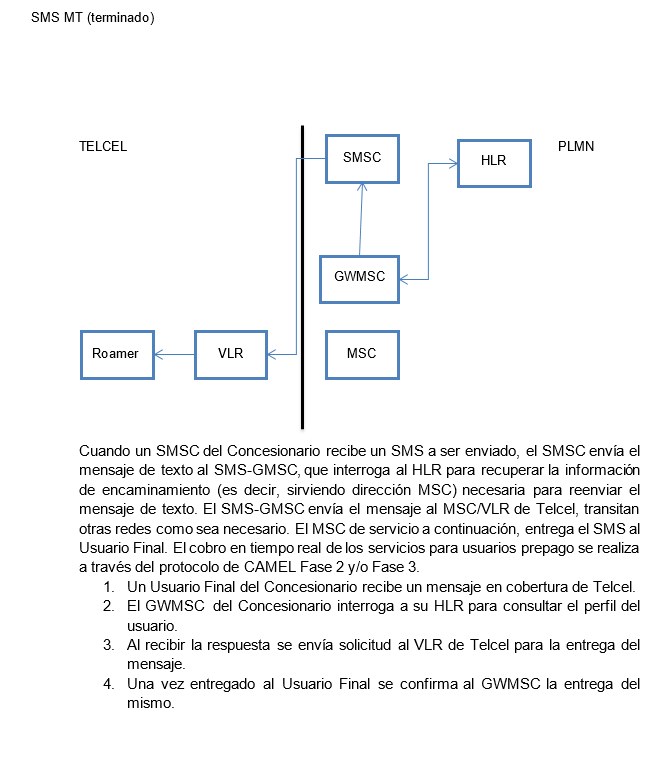 SMS MT (terminado)
TELCEL
SMSC
HLR
PLMN
GWMSC
Roamer
VLR
MSC
Cuando un SMSC del Concesionario recibe un SMS a ser enviado, el SMSC envía el
mensaje de texto al SMS-GMSC, que interroga al HLR para recuperar la información
de encaminamiento (es decir, sirviendo dirección MSC) necesaria para reenviar el
mensaje de texto. El SMS-GMSC envía el mensaje al MSC/VLR de Telcel, transitan
otras redes como sea necesario. El MSC de servicio a continuación, entrega el SMS al
Usuario Final. El cobro en tiempo real de los servicios para usuarios prepago se realiza
a través del protocolo de CAMEL Fase 2 y/o Fase 3.
1. Un Usuario Final del Concesionario recibe un mensaje en cobertura de Telcel.
2. El GWMSC del Concesionario interroga a su HLR para consultar el perfil del
usuario.
3. Al recibir la respuesta se envía solicitud al VLR de Telcel para la entrega del
mensaje.
4. Una vez entregado al Usuario Final se confirma al GWMSC la entrega del
mismo.